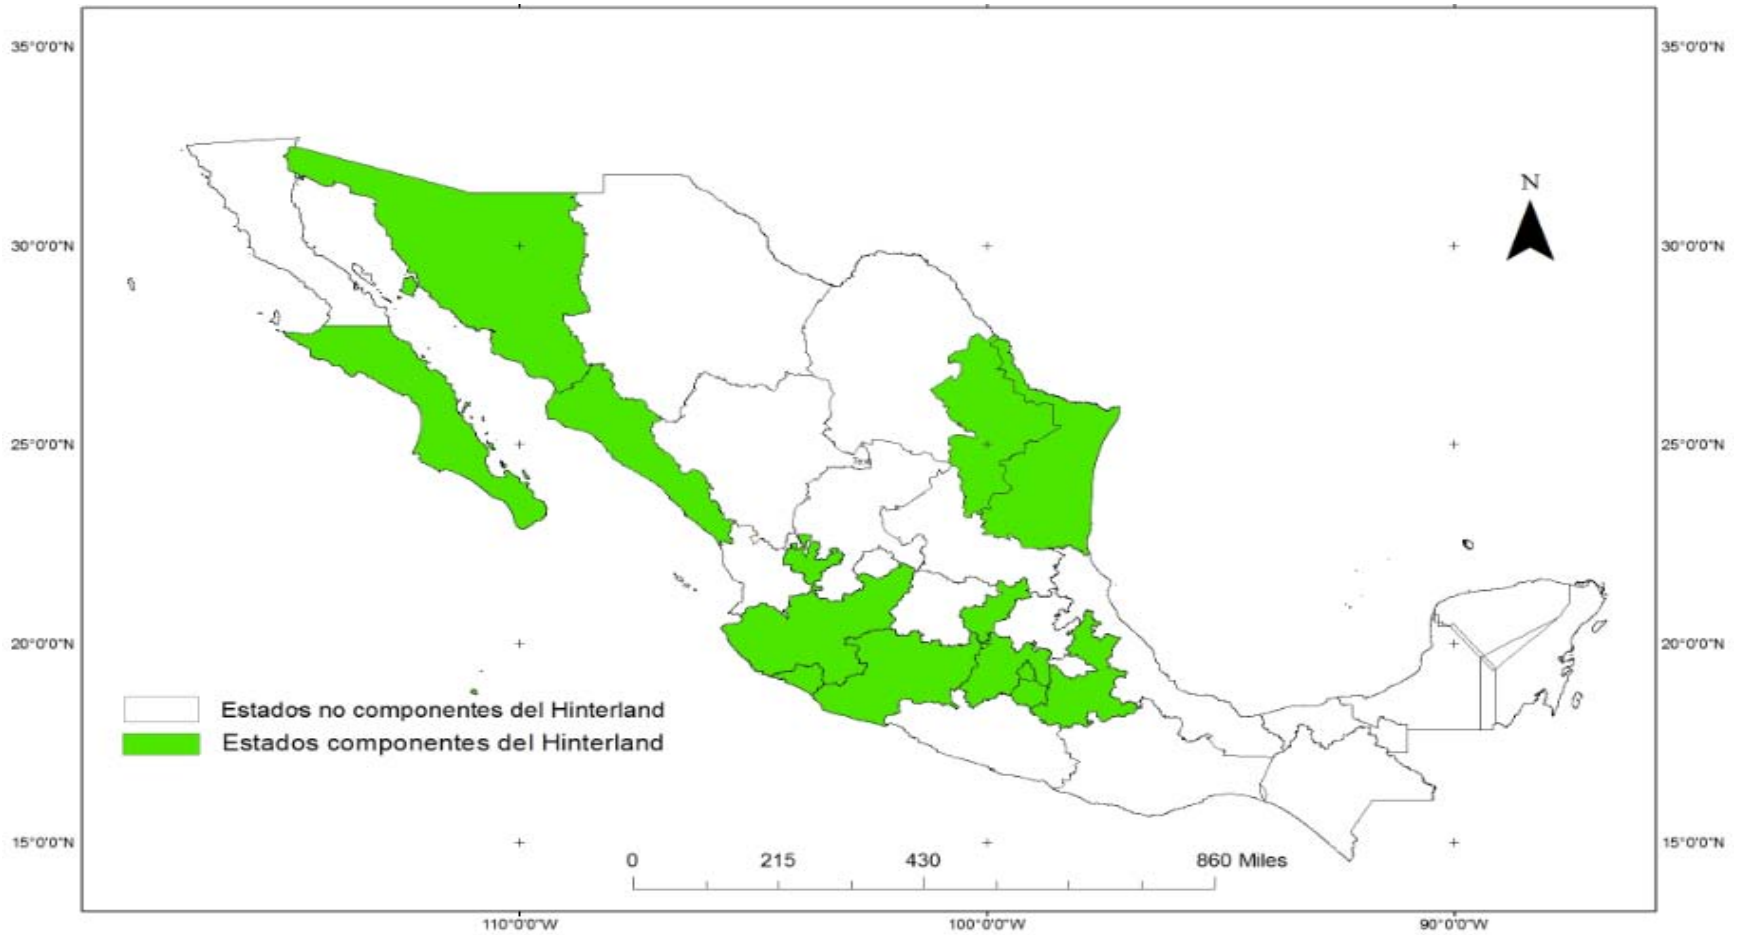 35°0'0"N
35°0'0"N
N
30°0'0"N
30°0'0"N
25°0'0"N
25°0'0"N
20°0'0"N
20°0'0"N
Estados no componentes del Hinterland
Estados componentes del Hinterland
15°0'0"N
15°0'0"N
0 215 430 860 Miles
110°0'0"W 100°0'0"W 90°0'0"W